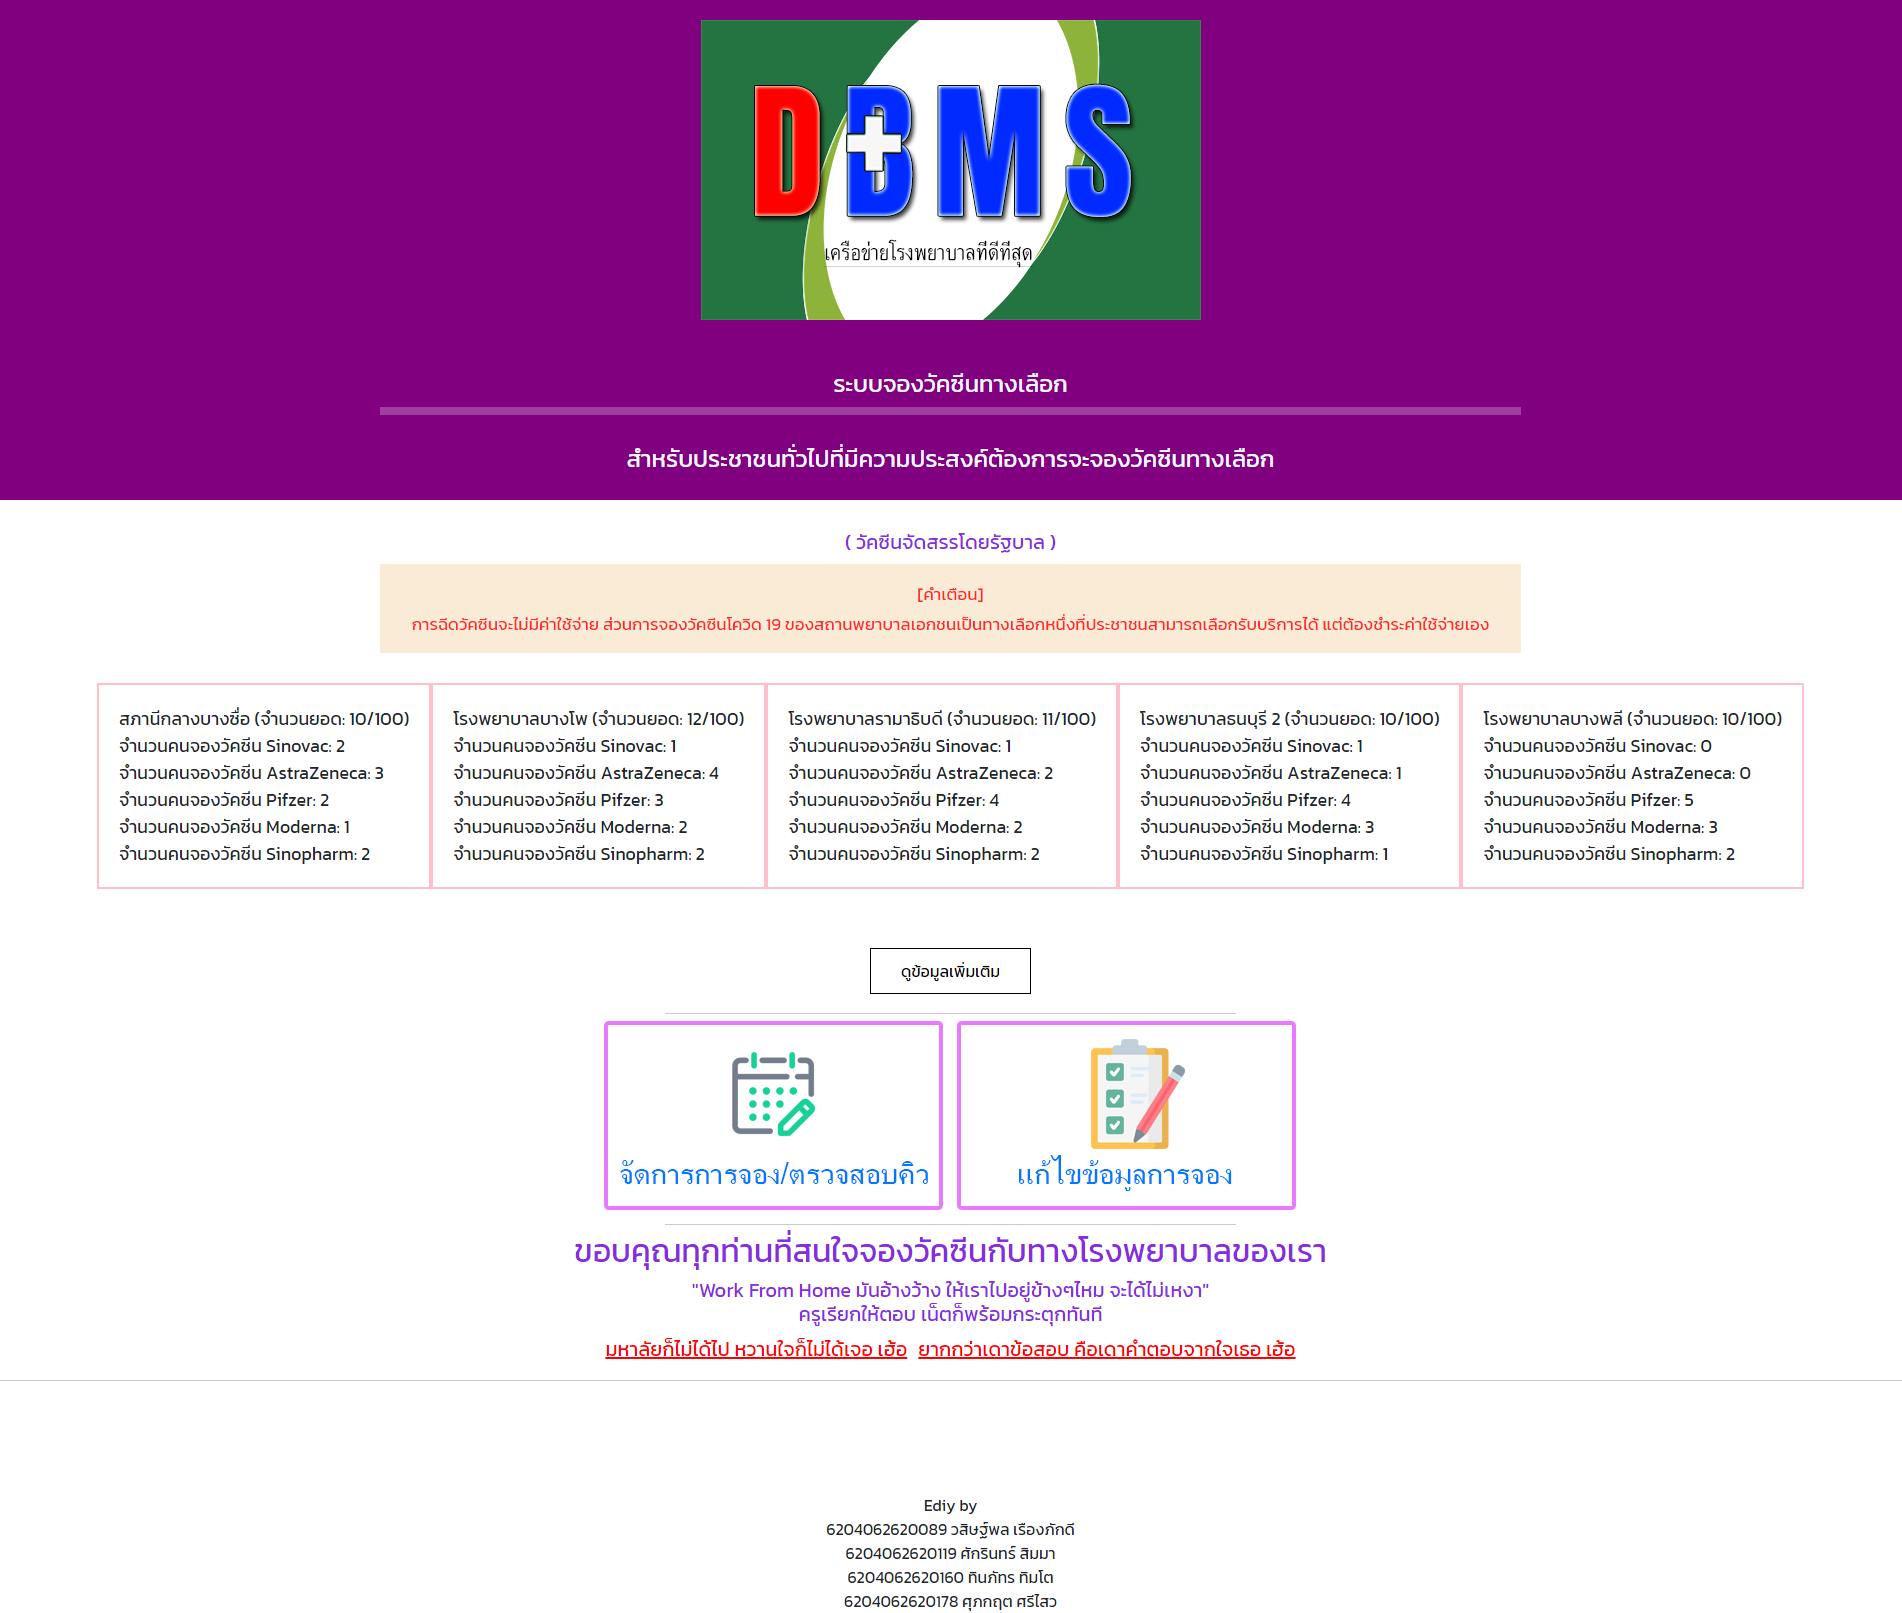 DBMS
เครือข่ายโรงพยาบาลที่ดีที่สุด
ระบบจองวัคซีนทางเลือก
สำหรับประชาชนทั่วไปที่มีความประสงค์ต้องการจะจองวัคซีนทางเลือก
( วัคซีนจัดสรรโดยรัฐบาล )
[คำเตือน]
การฉีดวัคซีนจะไม่มีค่าใช้จ่าย ส่วนการจองวัคซีนโควิด 19 ของสถานพยาบาลเอกชนเป็นทางเลือกหนึ่งที่ประชาชนสามารถเลือกรับบริการได้ แต่ต้องชำระค่าใช้จ่ายเอง
สภานีกลางบางซื่อ (จำนวนยอด: 10/100)
จำนวนคนจองวัคซีน Sinovac: 2
จำนวนคนจองวัคซีน AstraZeneca: 3
จำนวนคนจองวัคซีน Pifzer: 2
จำนวนคนจองวัคซีน Moderna: 1
จำนวนคนจองวัคซีน Sinopharm: 2
โรงพยาบาลบางโพ (จำนวนยอด: 12/100)
จำนวนคนจองวัคซีน Sinovac: 1
จำนวนคนจองวัคซีน AstraZeneca: 4
จำนวนคนจองวัคซีน Pifzer: 3
จำนวนคนจองวัคซีน Moderna: 2
จำนวนคนจองวัคซีน Sinopharm: 2
โรงพยาบาลรามาธิบดี (จำนวนยอด: 11/100)
จำนวนคนจองวัคซีน Sinovac: 1
จำนวนคนจองวัคซีน AstraZeneca: 2
จำนวนคนจองวัคซีน Pifzer: 4
จำนวนคนจองวัคซีน Moderna: 2
จำนวนคนจองวัคซีน Sinopharm: 2
โรงพยาบาลธนบุรี 2 (จำนวนยอด: 10/100)
จำนวนคนจองวัคซีน Sinovac: 1
จำนวนคนจองวัคซีน AstraZeneca: 1
จำนวนคนจองวัคซีน Pifzer: 4
จำนวนคนจองวัคซีน Moderna: 3
จำนวนคนจองวัคซีน Sinopharm: 1
โรงพยาบาลบางพลี (จำนวนยอด: 10/100)
จำนวนคนจองวัคซีน Sinovac: 0
จำนวนคนจองวัคซีน AstraZeneca: 0
จำนวนคนจองวัคซีน Pifzer: 5
จำนวนคนจองวัคซีน Moderna: 3
จำนวนคนจองวัคซีน Sinopharm: 2
ดูข้อมูลเพิ่มเติม
จัดการการจอง/ตรวจสอบคิว
แก้ไขข้อมูลการจอง
ขอบคุณทุกท่านที่สนใจจองวัคซีนกับทางโรงพยาบาลของเรา
"Work From Home มันอ้างว้าง ให้เราไปอยู่ข้างๆไหม จะได้ไม่เหงา"
ครูเรียกให้ตอบ เน็ตก็พร้อมกระตุกทันที
มหาลัยก็ไม่ได้ไป หวานใจก็ไม่ได้เจอ เฮ้อ ยากกว่าเดาข้อสอบ คือเดาคำตอบจากใจเธอ เฮ้อ
Ediy by
6204062620089 วสิษฐ์พล เรืองภักดี
6204062620119 ศักรินทร์ สิมมา
6204062620160 ทินภัทร ทิมโต
6204062620178 ศุภกฤต ศรีไสว